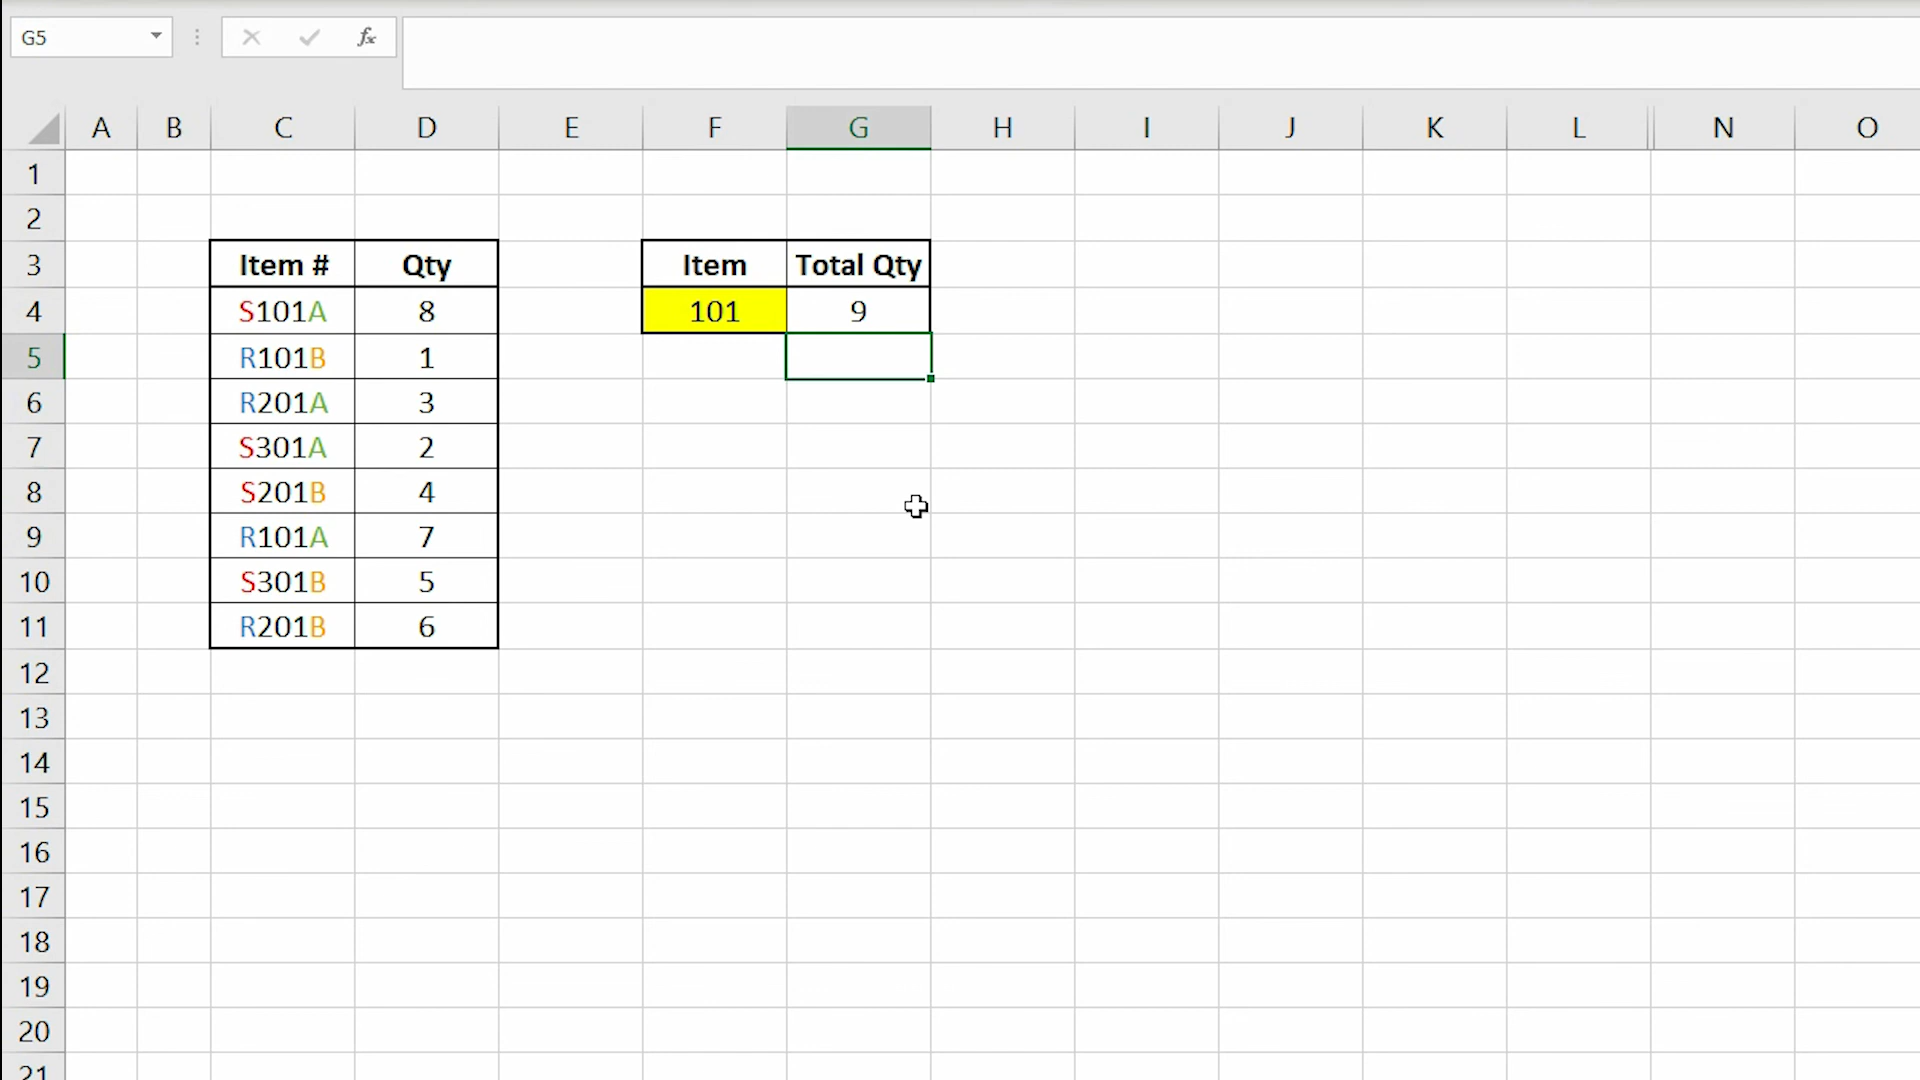 G5 fx
A B C D E F G H I J K L N O
1
2
3 Item # Qty Item Total Qty
4 S101A 8 101 9
5 R101B 1
6 R201A 3
7 S301A 2
8 S201B 4
9 R101A 7
10 S301B 5
11 R201B 6
12
13
14
15
16
17
18
19
20
21